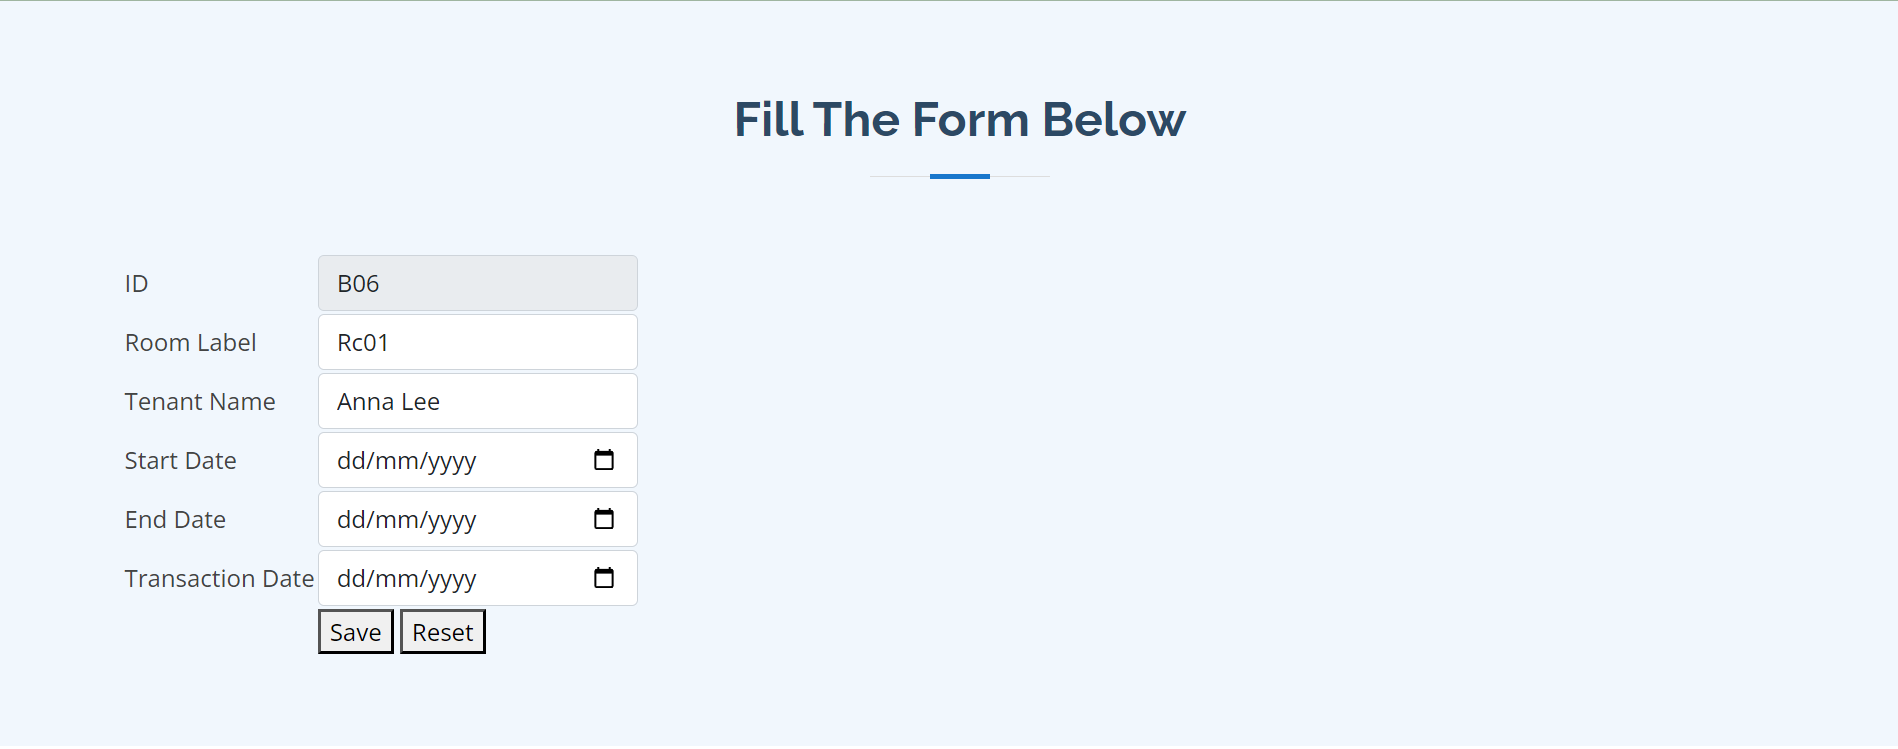 Fill The Form Below
ID B06
Room Label Rc01
Tenant Name Anna Lee
Start Date dd/mm/yyyy
End Date dd/mm/yyyy
Transaction Date dd/mm/yyyy
Save Reset